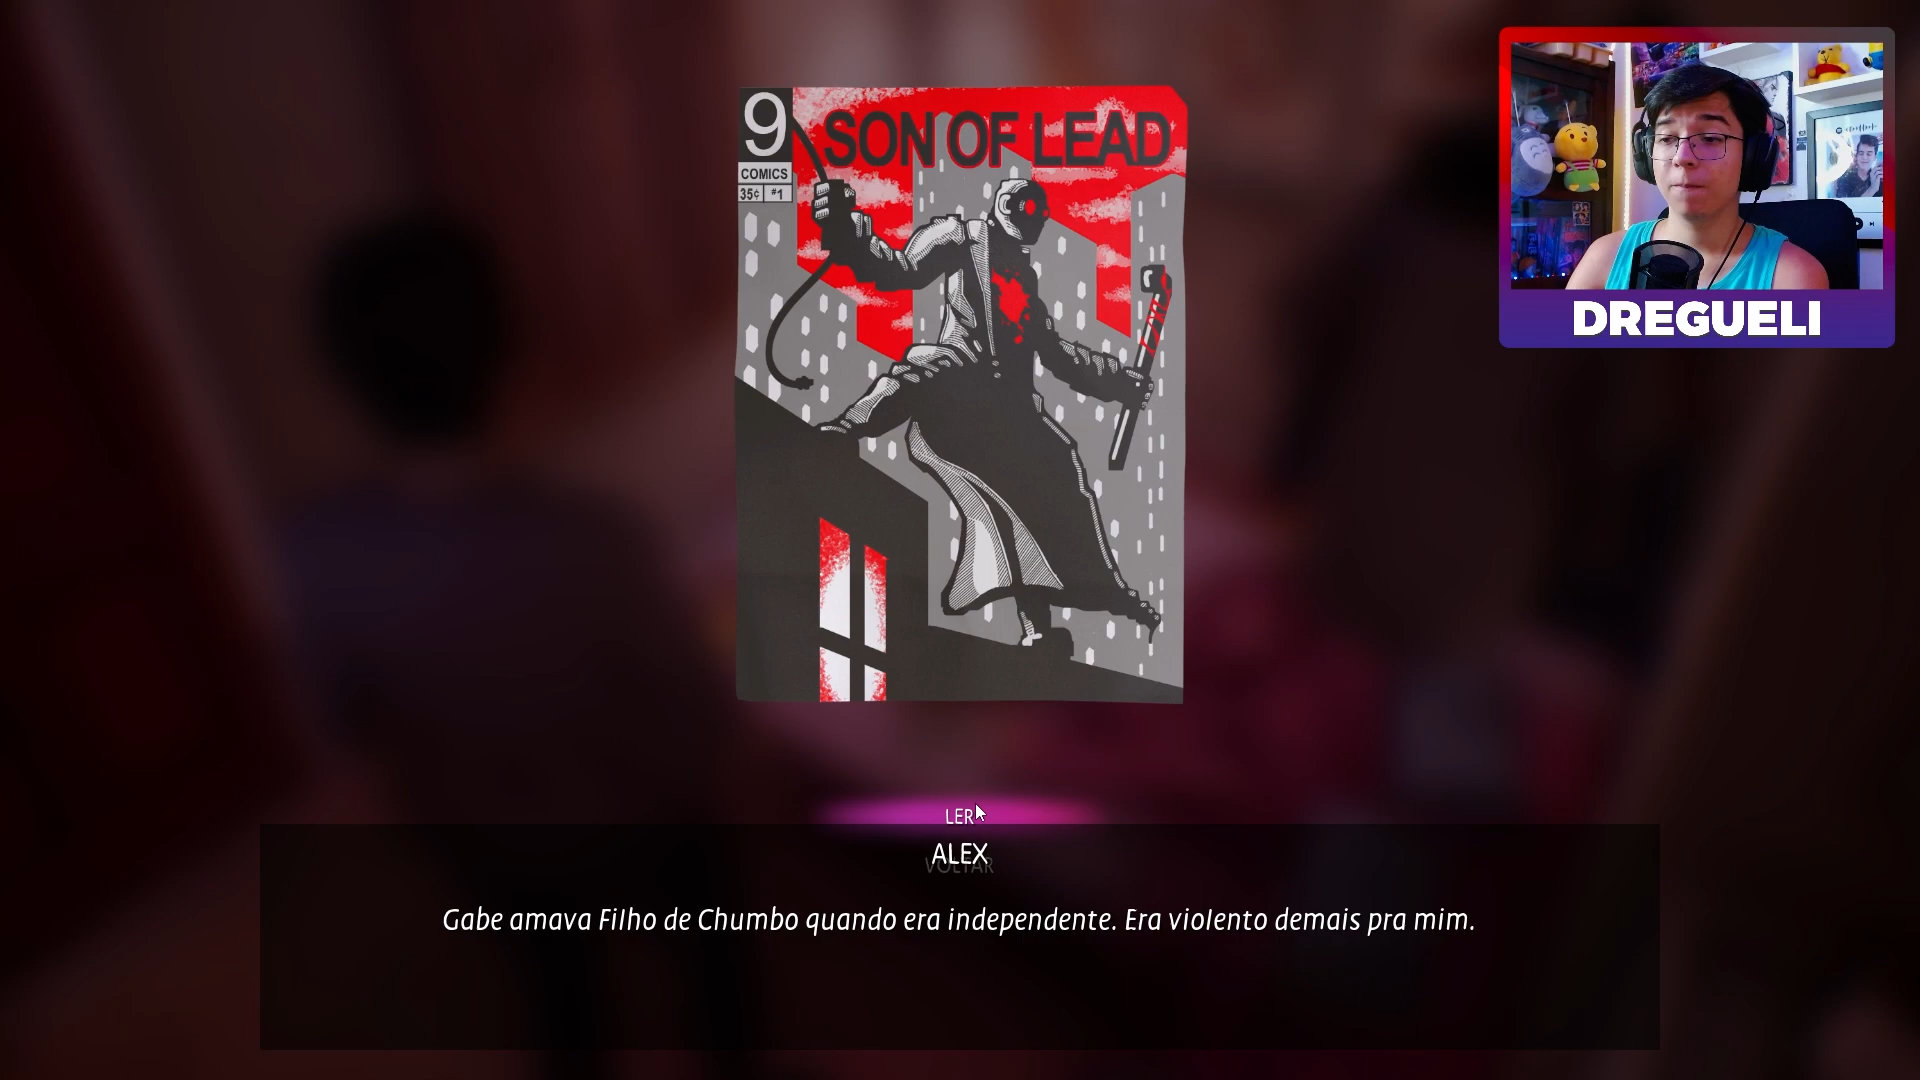 9
SON OF LEAD
COMICS
35¢ #1
DREGUELI
LER
ALEX
VOLTAR
Gabe amava Filho de Chumbo quando era independente. Era violento demais pra mim.